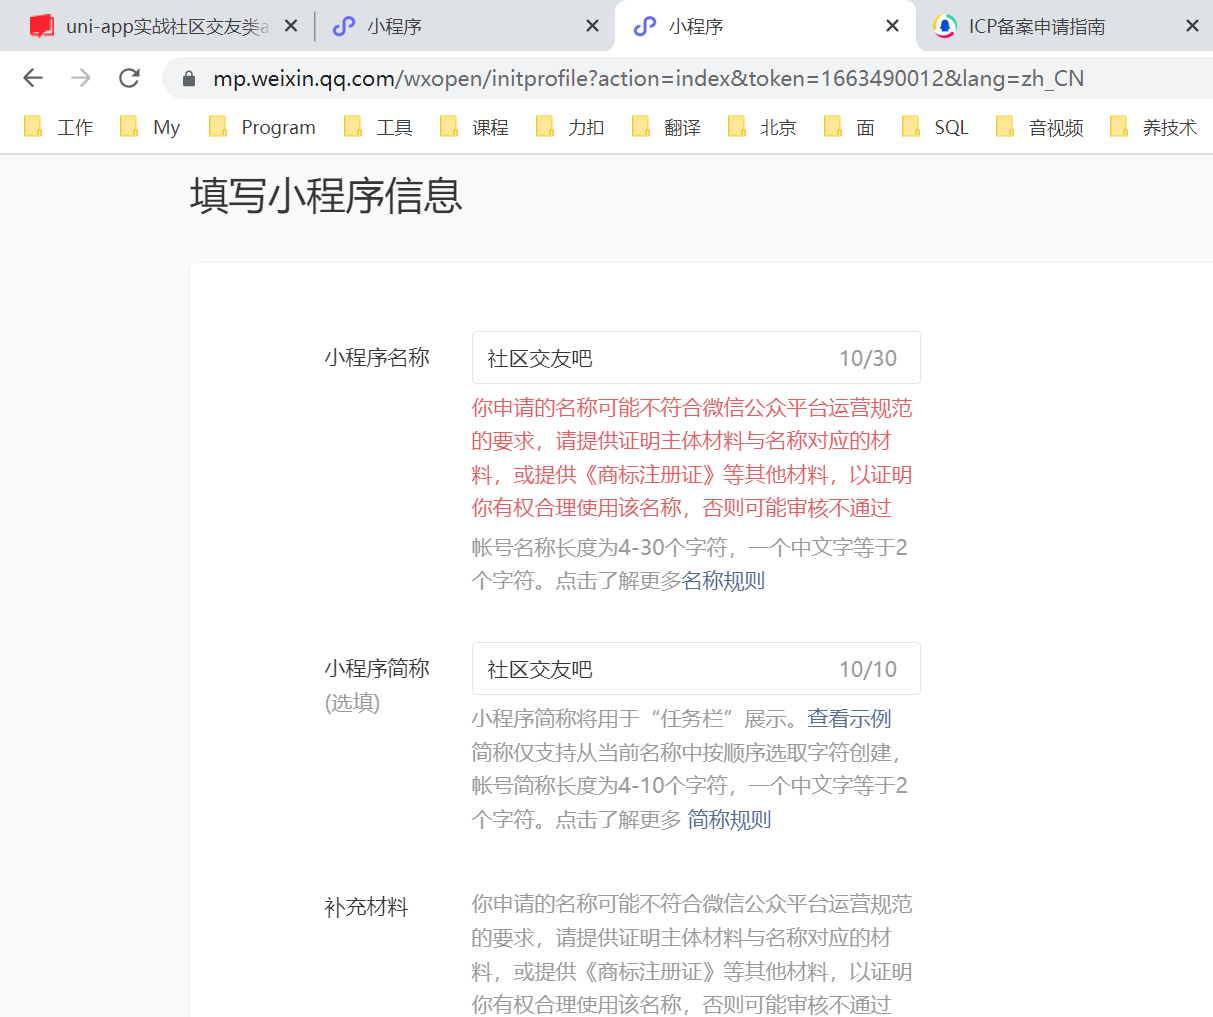 uni-app实战社区交友类a
小程序
小程序
ICP备案申请指南
mp.weixin.qq.com/wxopen/initprofile?action=index&token=1663490012&lang=zh_CN
工作 My Program 工具 课程 力扣 翻译 北京 面 SQL 音视频 养技术
填写小程序信息
小程序名称
社区交友吧 10/30
你申请的名称可能不符合微信公众平台运营规范
的要求，请提供证明主体材料与名称对应的材
料，或提供《商标注册证》等其他材料，以证明
你有权合理使用该名称，否则可能审核不通过
帐号名称长度为4-30个字符，一个中文字等于2
个字符。点击了解更多名称规则
小程序简称
(选填)
社区交友吧 10/10
小程序简称将用于“任务栏”展示。查看示例
简称仅支持从当前名称中按顺序选取字符创建，
帐号简称长度为4-10个字符，一个中文字等于2
个字符。点击了解更多 简称规则
补充材料
你申请的名称可能不符合微信公众平台运营规范
的要求，请提供证明主体材料与名称对应的材
料，或提供《商标注册证》等其他材料，以证明
你有权合理使用该名称，否则可能审核不通过